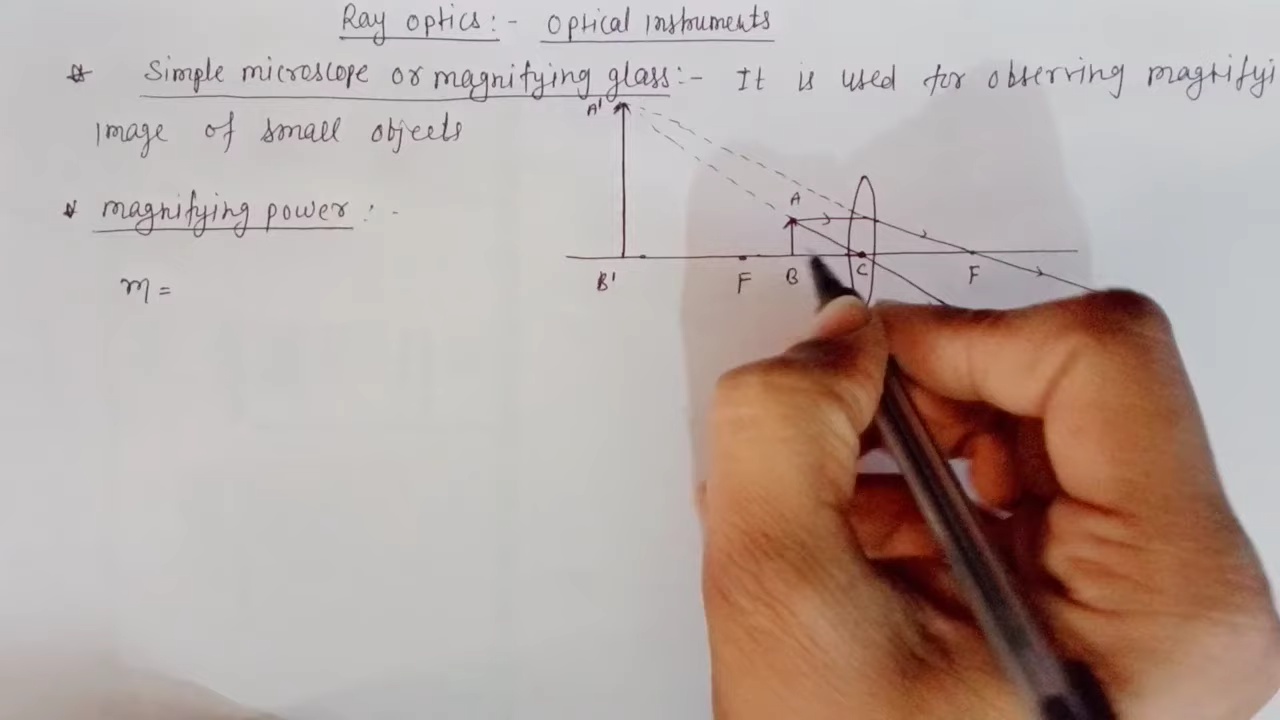 Ray optics:- Optical instruments
* Simple microscope or magnifying glass:- It is used for observing magnifyi
image of small objects
A'
A
* magnifying power:-
B' F B C F
m =